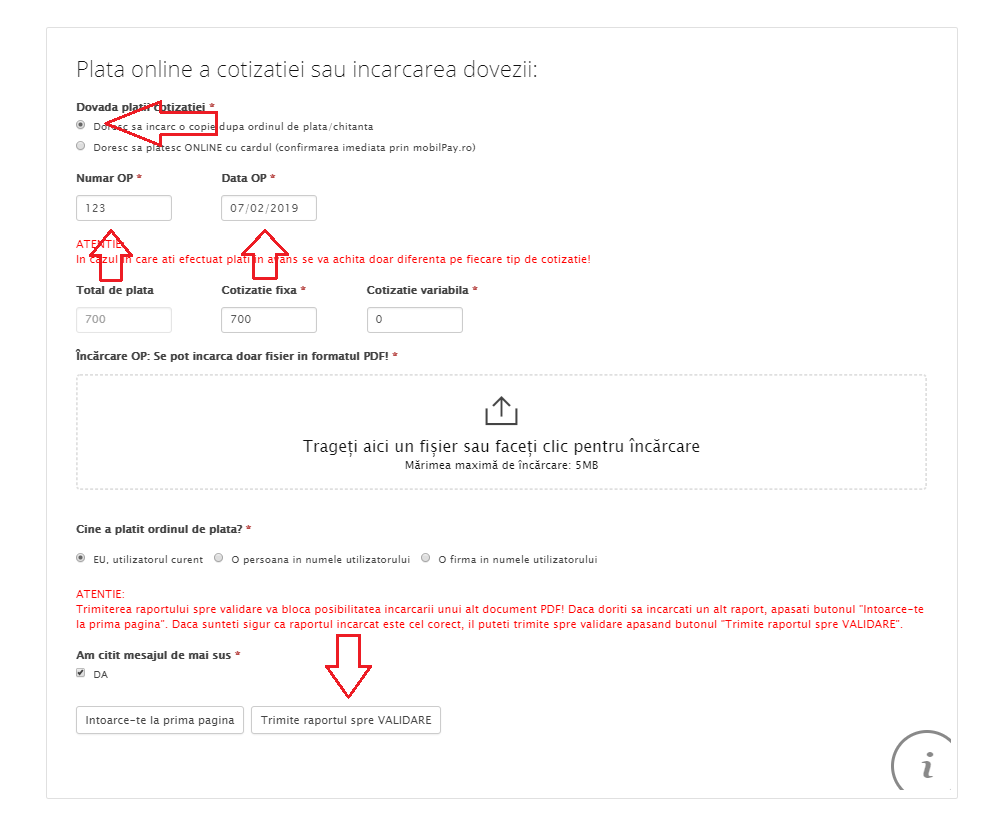 Plata online a cotizatiei sau incarcarea dovezii:
Dovada platii cotizatiei *
Doresc sa incarc o copie dupa ordinul de plata/chitanta
Doresc sa platesc ONLINE cu cardul (confirmarea imediata prin mobilPay.ro)
Numar OP * Data OP *
123 07/02/2019
ATENTIE:
In cazul in care ati efectuat plati in avans se va achita doar diferenta pe fiecare tip de cotizatie!
Total de plata Cotizatie fixa * Cotizatie variabila *
700 700 0
Încărcare OP: Se pot incarca doar fisier in formatul PDF! *
Trageți aici un fișier sau faceți clic pentru încărcare
Mărimea maximă de încărcare: 5MB
Cine a platit ordinul de plata? *
EU, utilizatorul curent O persoana in numele utilizatorului O firma in numele utilizatorului
ATENTIE:
Trimiterea raportului spre validare va bloca posibilitatea incarcarii unui alt document PDF! Daca doriti sa incarcati un alt raport, apasati butonul "Intoarce-te
la prima pagina". Daca sunteti sigur ca raportul incarcat este cel corect, il puteti trimite spre validare apasand butonul "Trimite raportul spre VALIDARE".
Am citit mesajul de mai sus *
DA
Intoarce-te la prima pagina Trimite raportul spre VALIDARE
i